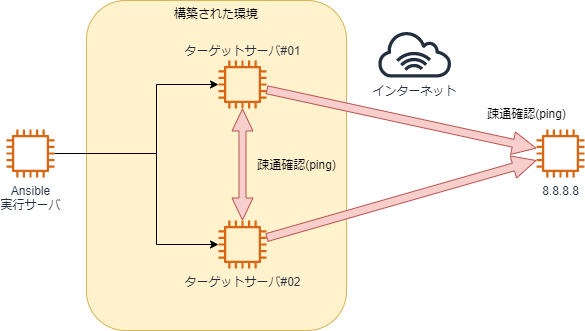 構築された環境
ターゲットサーバ#01
インターネット
疎通確認(ping)
疎通確認(ping)
Ansible
実行サーバ
8.8.8.8
ターゲットサーバ#02